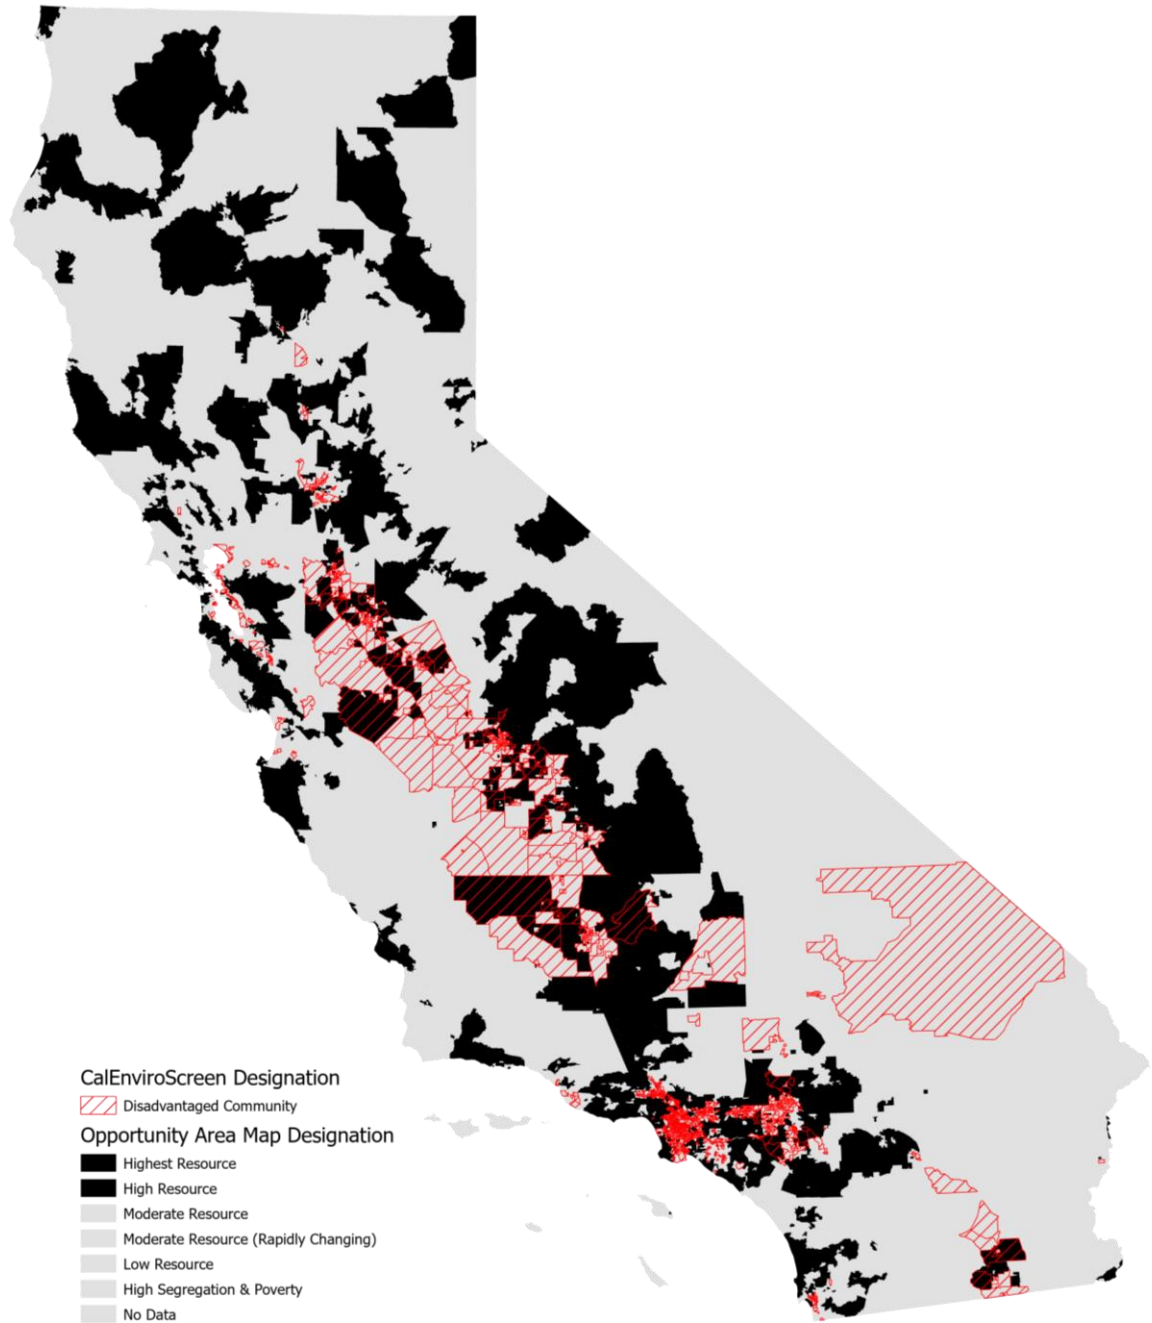 CalEnviroScreen Designation
Disadvantaged Community
Opportunity Area Map Designation
Highest Resource
High Resource
Moderate Resource
Moderate Resource (Rapidly Changing)
Low Resource
High Segregation & Poverty
No Data